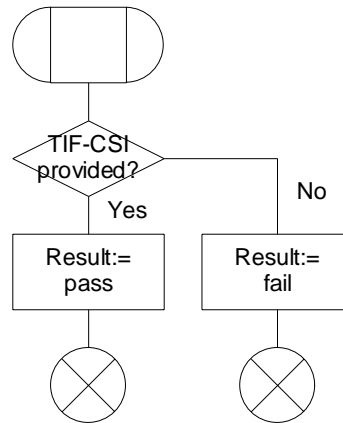 TIF-CSI
provided?
Yes
No
Result:=
pass
Result:=
fail